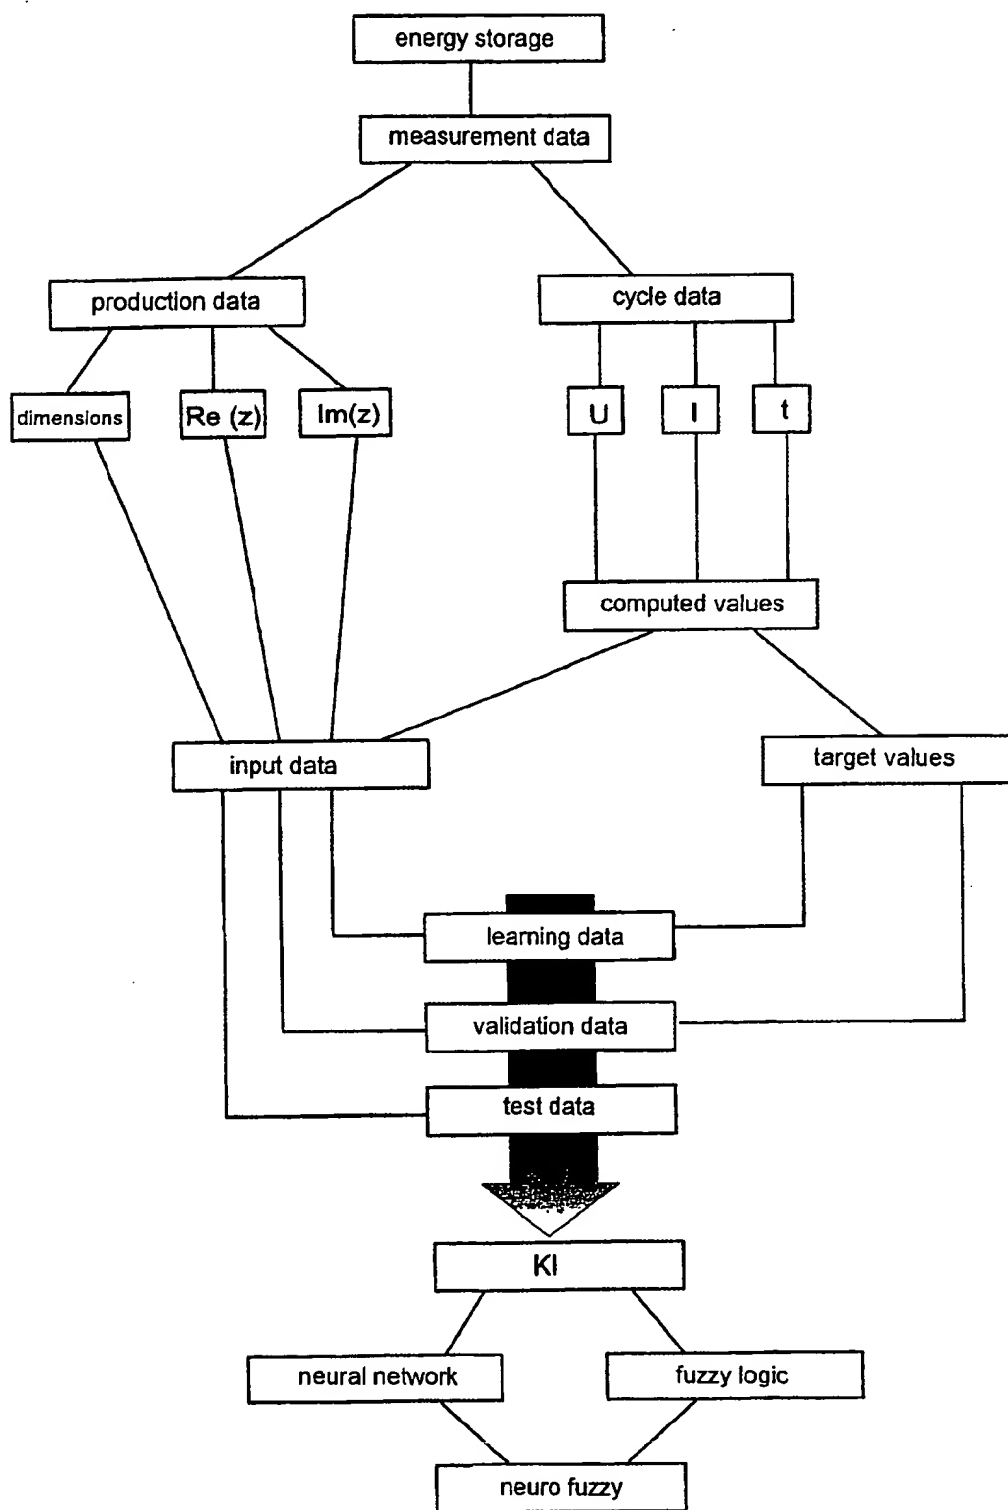 energy storage
measurement data
production data
cycle data
dimensions
Re (z)
Im(z)
U
I
t
computed values
input data
target values
learning data
validation data
test data
KI
neural network
fuzzy logic
neuro fuzzy